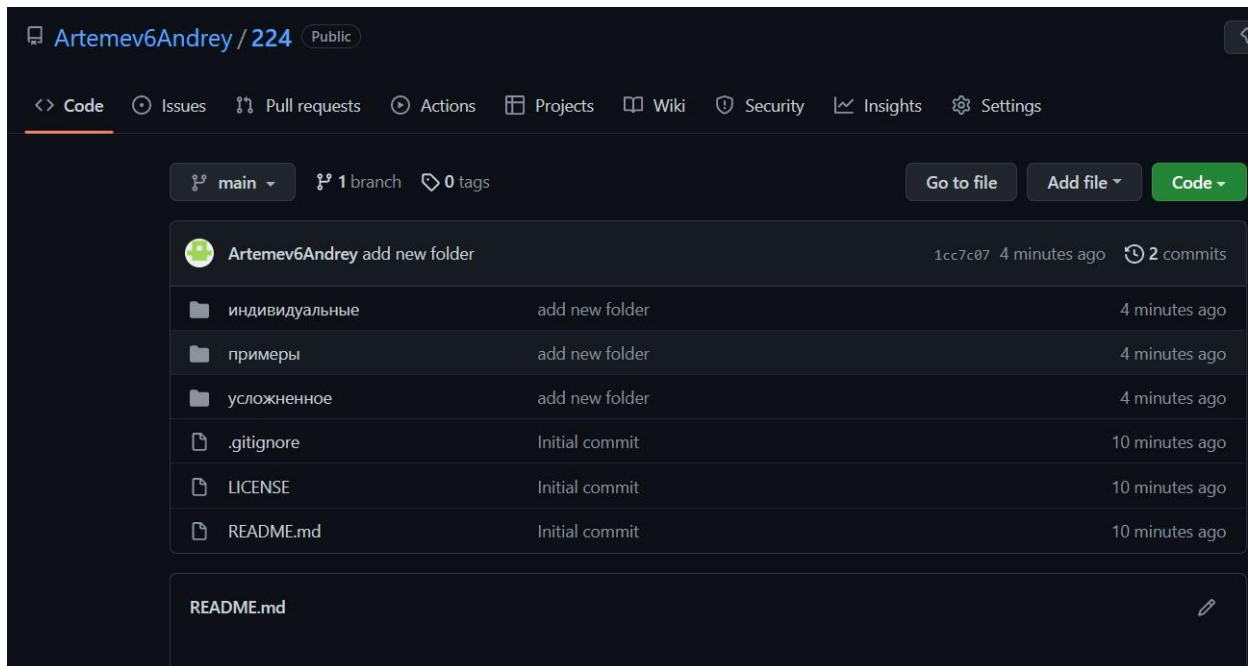 Artemev6Andrey / 224 Public
Code Issues Pull requests Actions Projects Wiki Security Insights Settings
main 1 branch 0 tags Go to file Add file Code
Artemev6Andrey add new folder 1cc7c07 4 minutes ago 2 commits
индивидуальные add new folder 4 minutes ago
примеры add new folder 4 minutes ago
усложненное add new folder 4 minutes ago
.gitignore Initial commit 10 minutes ago
LICENSE Initial commit 10 minutes ago
README.md Initial commit 10 minutes ago
README.md